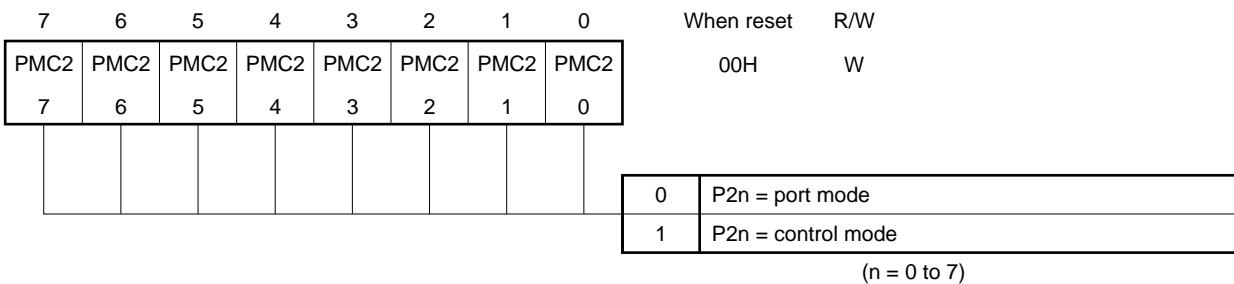 7 6 5 4 3 2 1 0 When reset R/W
PMC2 PMC2 PMC2 PMC2 PMC2 PMC2 PMC2 PMC2 00H W
7 6 5 4 3 2 1 0
0 P2n = port mode
1 P2n = control mode
(n = 0 to 7)